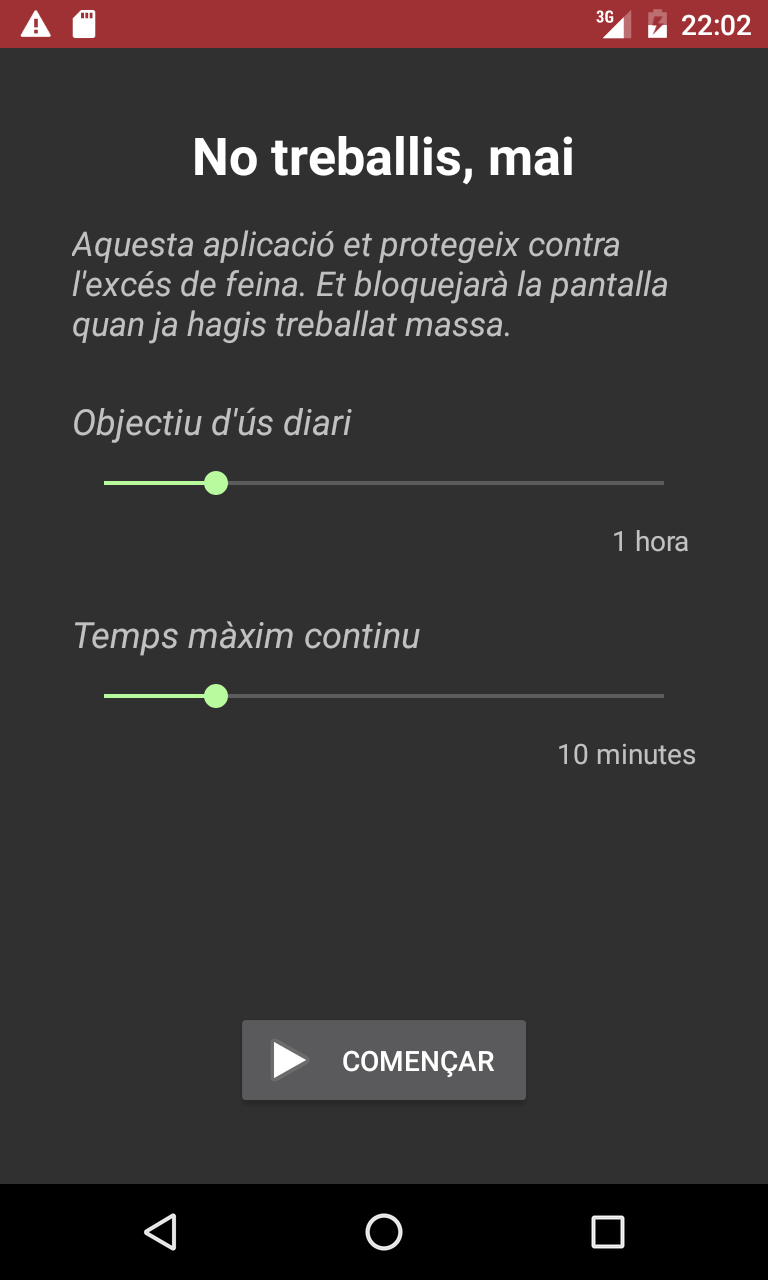 3G 22:02
No treballis, mai
Aquesta aplicació et protegeix contra
l'excés de feina. Et bloquejarà la pantalla
quan ja hagis treballat massa.
Objectiu d'ús diari
1 hora
Temps màxim continu
10 minutes
COMENÇAR